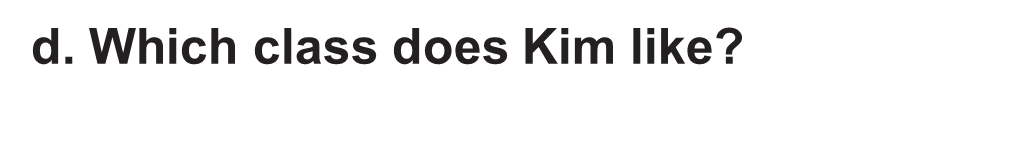 d. Which class does Kim like?